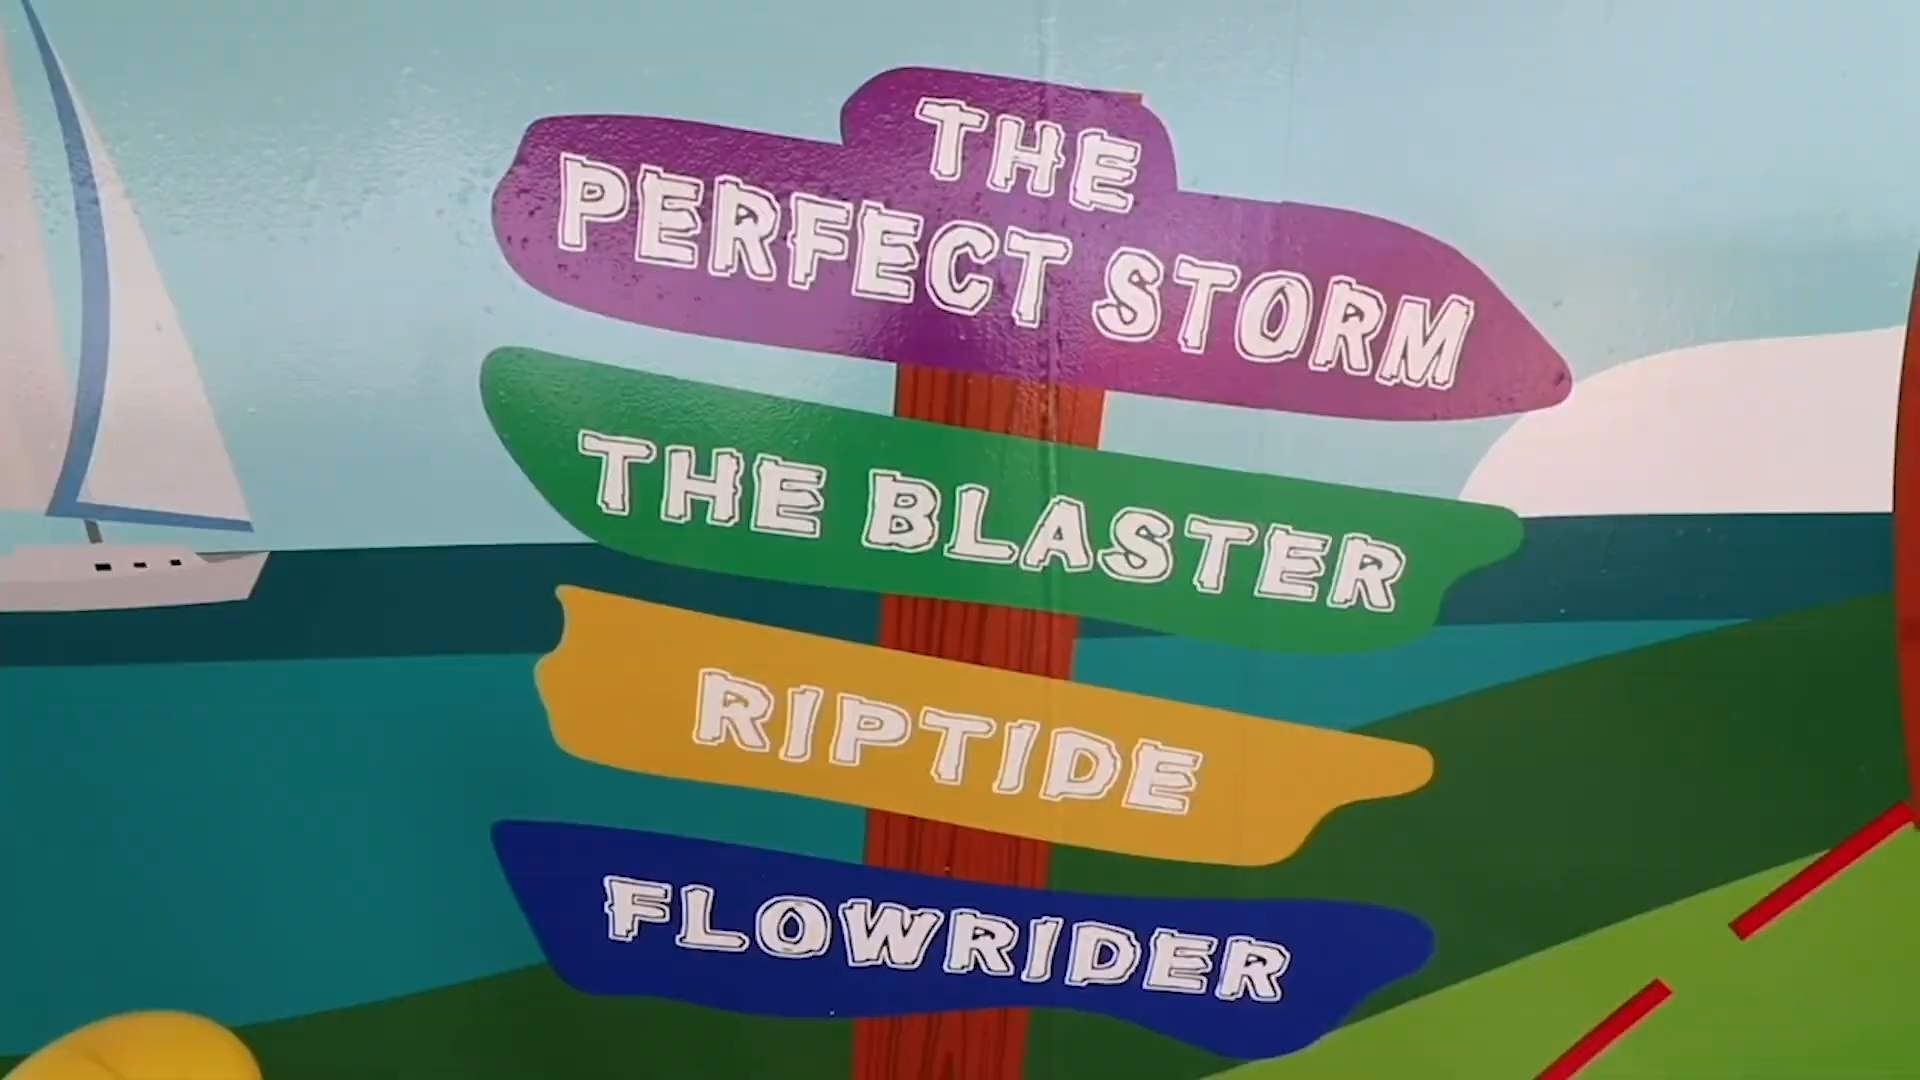 THE
PERFECT STORM
THE BLASTER
RIPTIDE
FLOWRIDER